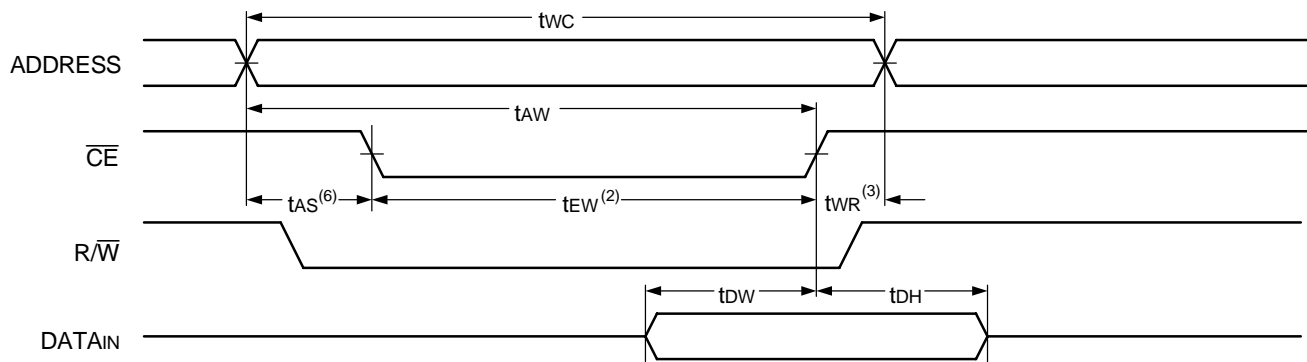 tWC
ADDRESS
tAW
CE
tAS(6)
tEW(2)
tWR(3)
R/W
tDW
tDH
DATAIN